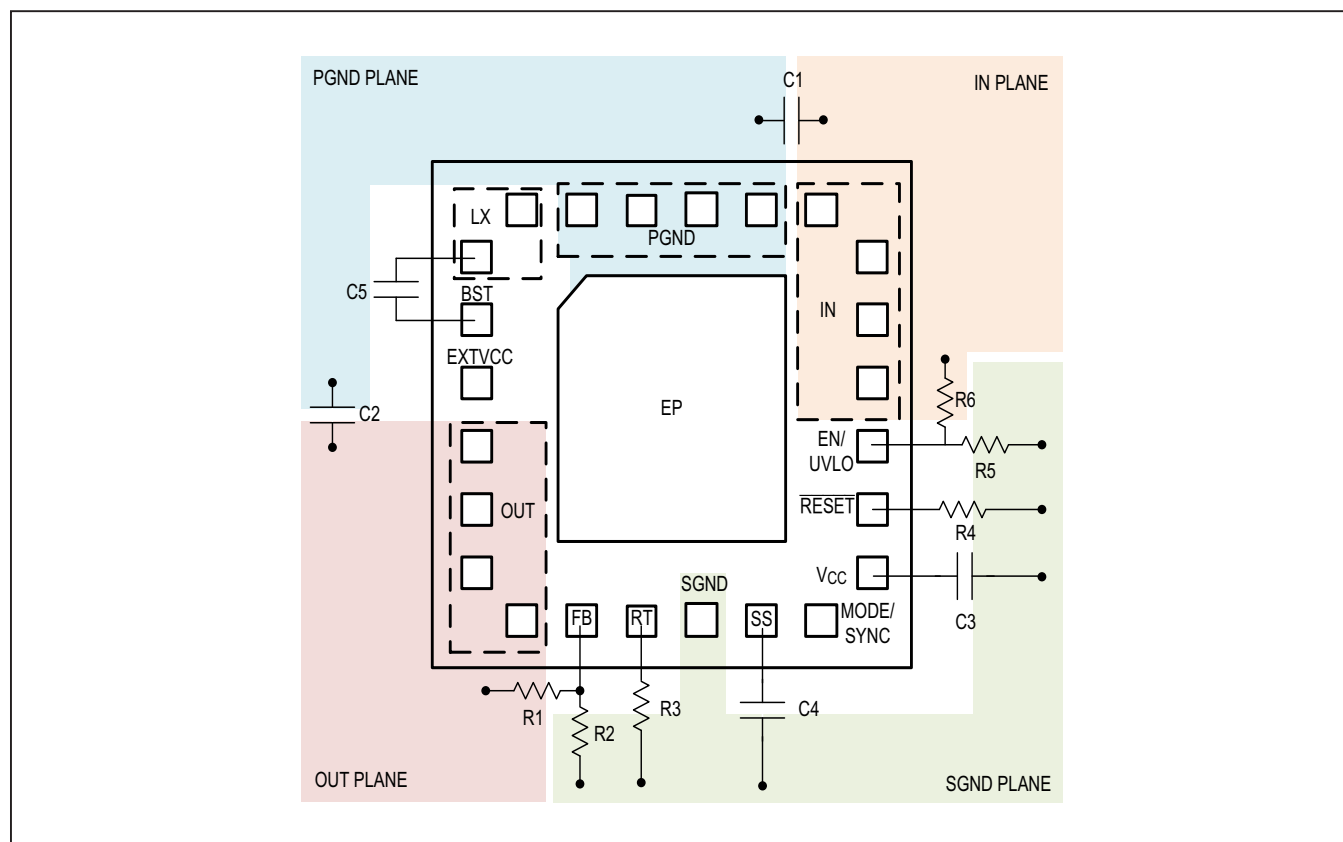 PGND PLANE
C1
IN PLANE
LX
PGND
C5
BST
IN
EXTVCC
EP
C2
R6
EN/
UVLO
R5
OUT
RESET
R4
VCC
SGND
C3
FB
RT
SS
MODE/
SYNC
R1
R2
R3
C4
OUT PLANE
SGND PLANE